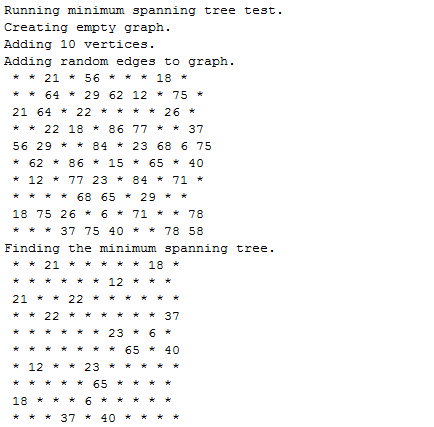 Running minimum spanning tree test.
Creating empty graph.
Adding 10 vertices.
Adding random edges to graph.
* * 21 * 56 * * * 18 *
* * 64 * 29 62 12 * 75 *
21 64 * 22 * * * * 26 *
* * 22 18 * 86 77 * * 37
56 29 * * 84 * 23 68 6 75
* 62 * 86 * 15 * 65 * 40
* 12 * 77 23 * 84 * 71 *
* * * * 68 65 * 29 * *
18 75 26 * 6 * 71 * * 78
* * * 37 75 40 * * 78 58
Finding the minimum spanning tree.
* * 21 * * * * * 18 *
* * * * * * 12 * * *
21 * * 22 * * * * * *
* * 22 * * * * * * 37
* * * * * * 23 * 6 *
* * * * * * * 65 * 40
* 12 * * 23 * * * * *
* * * * * 65 * * * *
18 * * * 6 * * * * *
* * * 37 * 40 * * * *